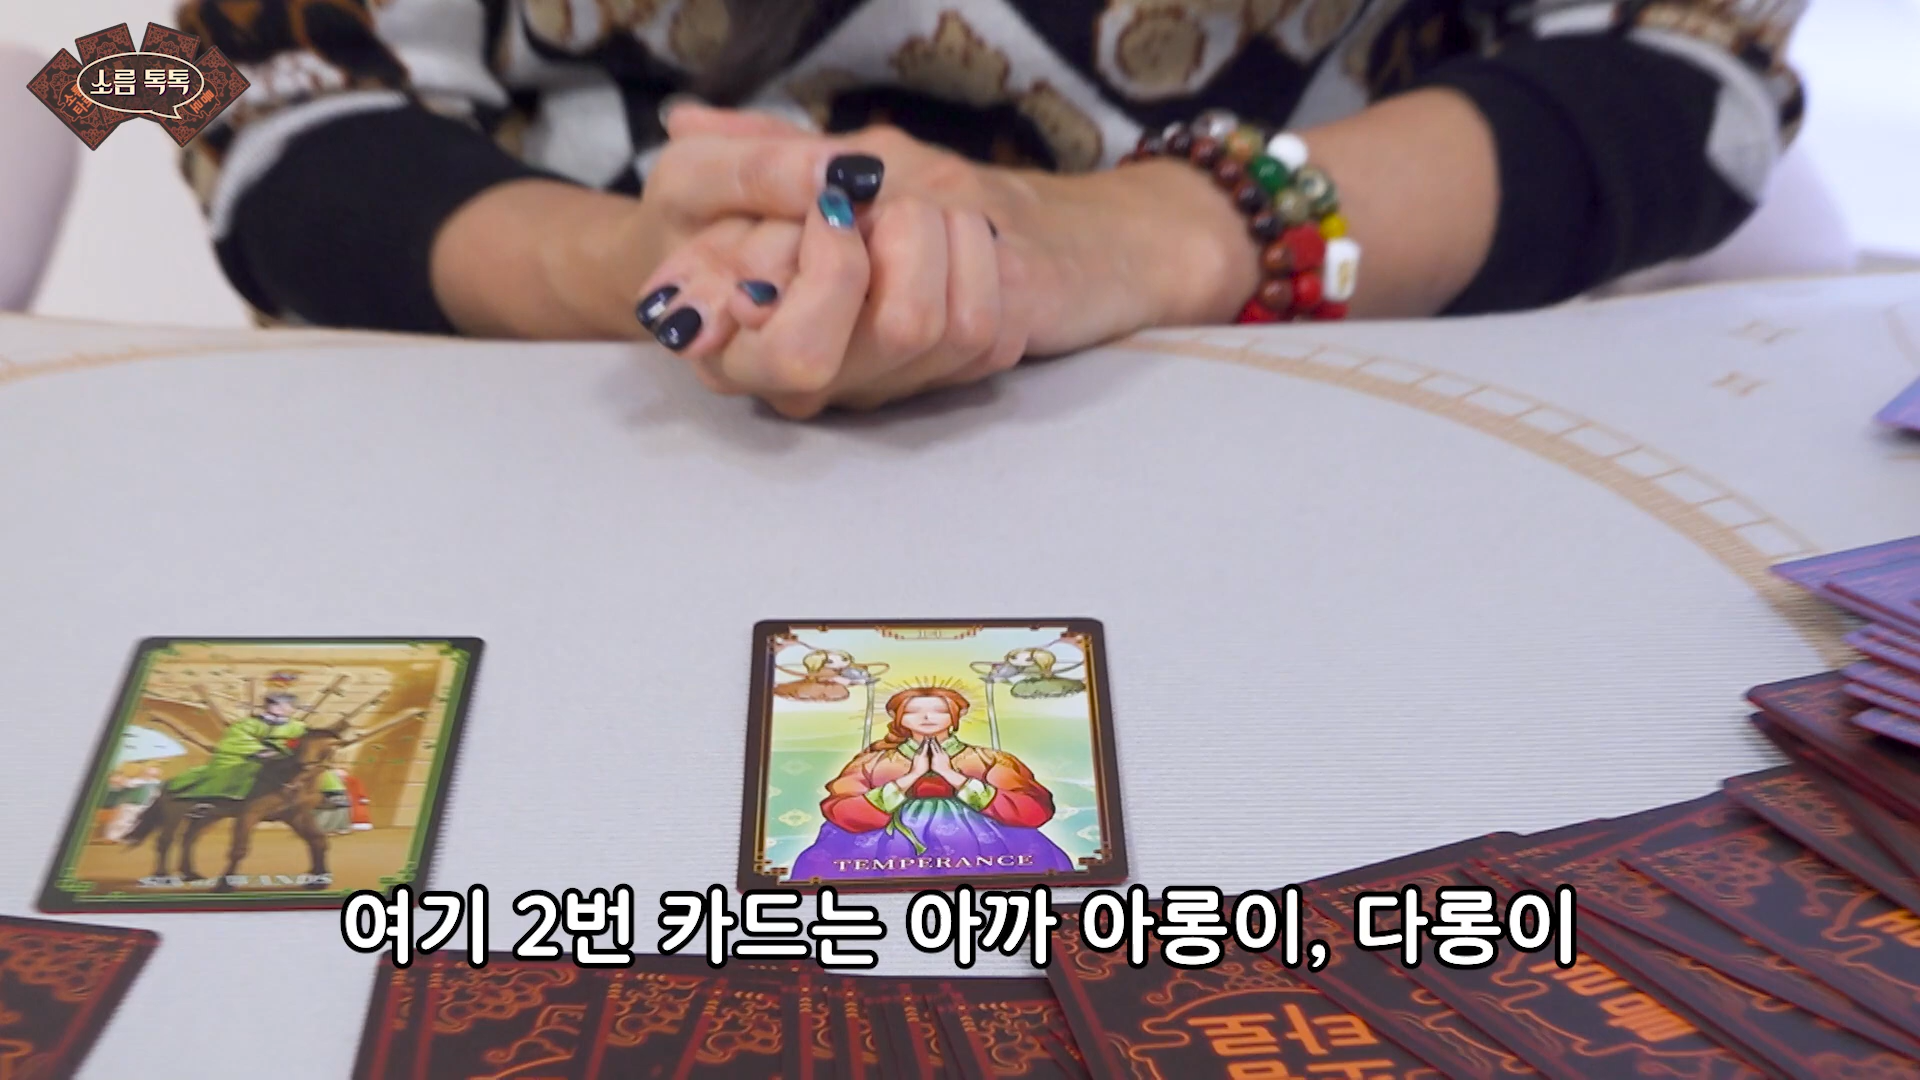 소름 톡톡
14
SIX of WANDS
TEMPERANCE
여기 2번 카드는 아까 아롱이, 다롱이